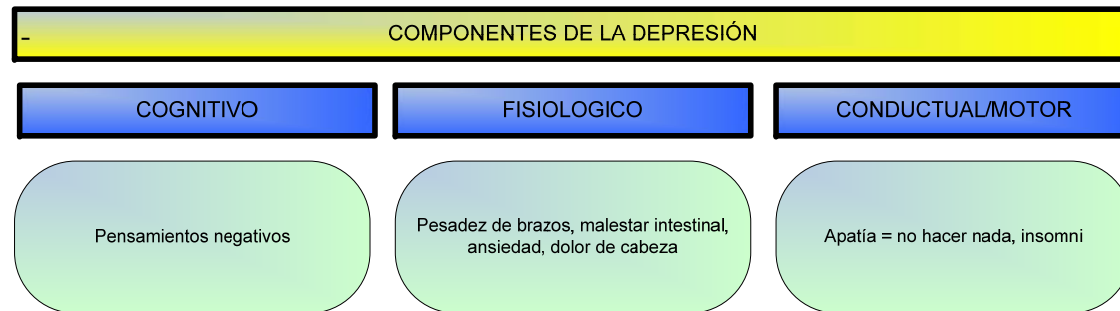 -
COMPONENTES DE LA DEPRESIÓN
COGNITIVO
FISIOLOGICO
CONDUCTUAL/MOTOR
Pensamientos negativos
Pesadez de brazos, malestar intestinal,
ansiedad, dolor de cabeza
Apatía = no hacer nada, insomni